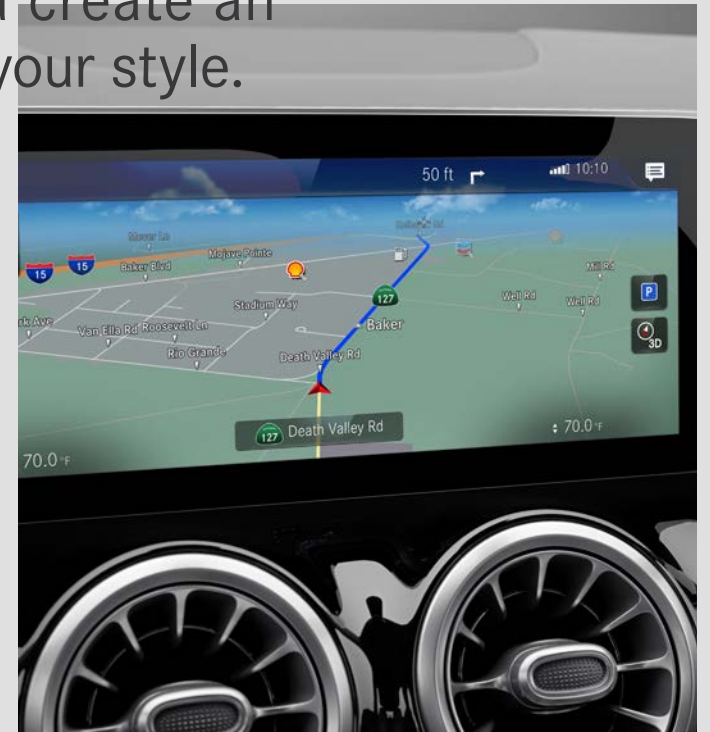 create an
your style.
50 ft
10:10
Mojave Pointe
15
15
Baker Blvd
Mill Rd
P
127
Stadium Way
Well Rd
Well Rd
Ave
Van Ella Rd
Roosevelt Ln
Baker
3D
Rio Grande
Death Valley Rd
127 Death Valley Rd
70.0 °F
70.0 °F